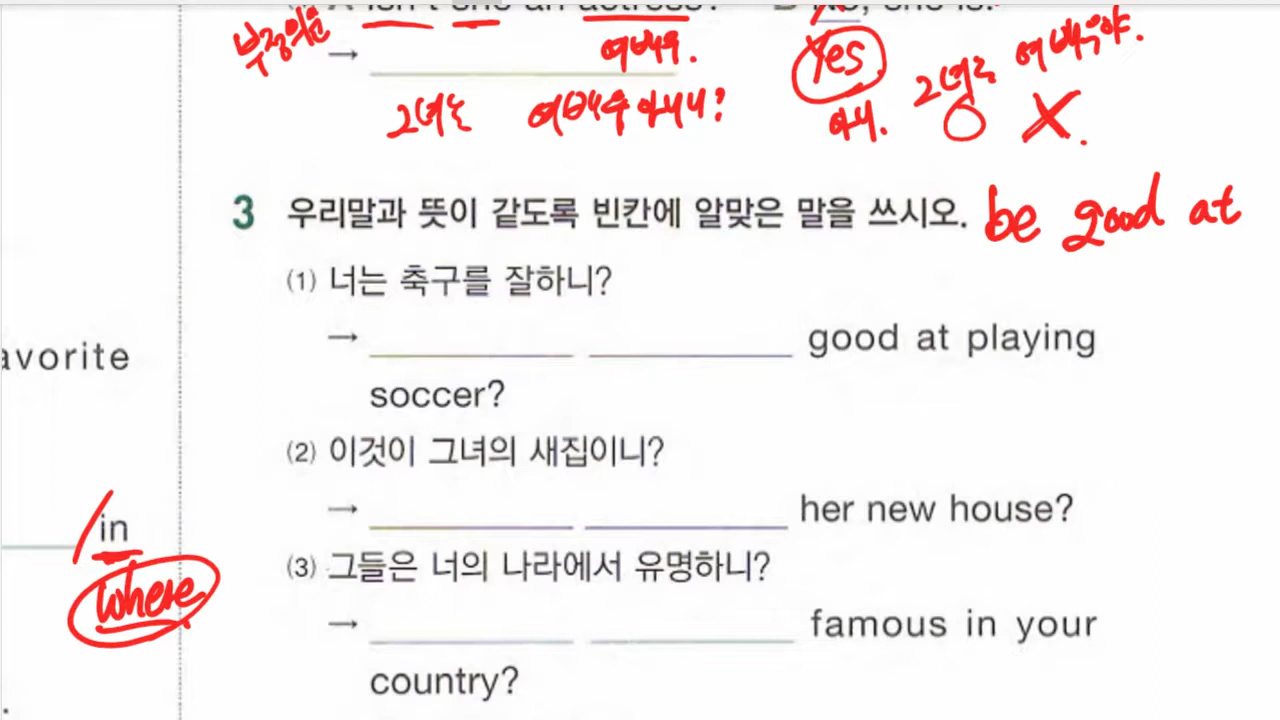 isn't she an actress?
부정의문
→
여배우.
Yes
그녀는 여배우야.
그녀는 여배우 아니니?
아니.
X.
3 우리말과 뜻이 같도록 빈칸에 알맞은 말을 쓰시오. be good at
(1) 너는 축구를 잘하니?
→ good at playing
soccer?
(2) 이것이 그녀의 새집이니?
→ her new house?
(3) 그들은 너의 나라에서 유명하니?
→ famous in your
country?
avorite
in
where